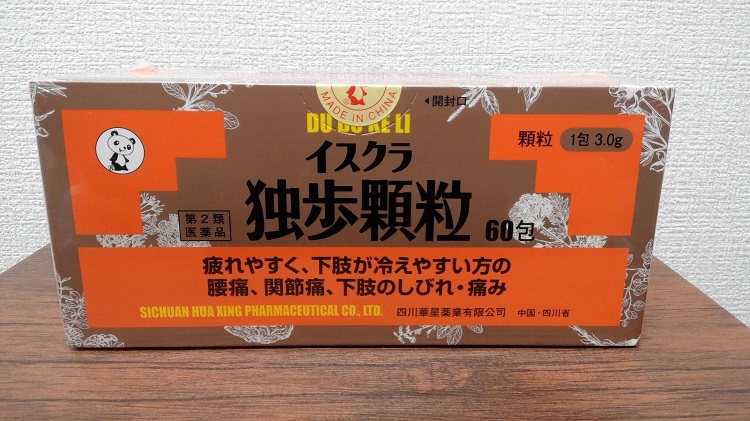 MADE IN CHINA
◀開封口
DU BU KE LI
顆粒 1包 3.0g
イスクラ
第2類
医薬品
独歩顆粒 60包
疲れやすく、下肢が冷えやすい方の
腰痛、関節痛、下肢のしびれ・痛み
SICHUAN HUA XING PHARMACEUTICAL CO., LTD. 四川華星薬業有限公司 中国・四川省